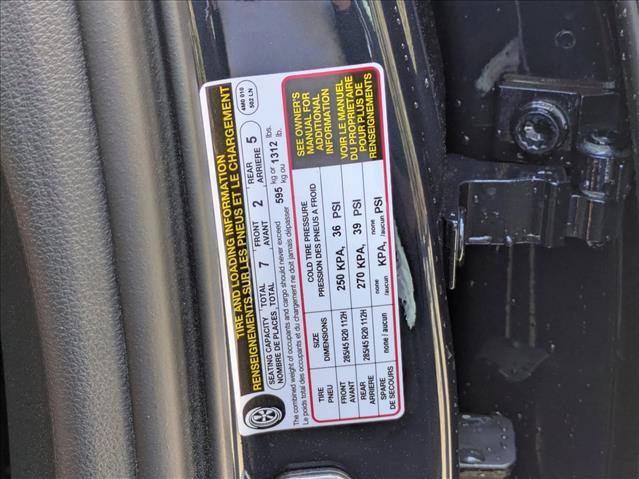 TIRE AND LOADING INFORMATION
RENSEIGNEMENTS SUR LES PNEUS ET LE CHARGEMENT
4M0 010
502 LN
SEATING CAPACITY TOTAL 7 FRONT 2 REAR 5
NOMBRE DE PLACES, TOTAL AVANT ARRIERE
The combined weight of occupants and cargo should never exceed 595 kg or 1312 lbs.
Le poids total des occupants et du chargement ne doit jamais dépasser kg ou lb.
TIRE SIZE COLD TIRE PRESSURE
PNEU DIMENSIONS PRESSION DES PNEUS A FROID
FRONT 285/45 R20 112H 250 KPA, 36 PSI
AVANT
REAR 285/45 R20 112H 270 KPA, 39 PSI
ARRIERE
SPARE none / aucun none KPA, none PSI
DE SECOURS /aucun /aucun
SEE OWNER'S
MANUAL FOR
ADDITIONAL
INFORMATION
VOIR LE MANUEL
DU PROPRIETAIRE
POUR PLUS DE
RENSEIGNEMENTS